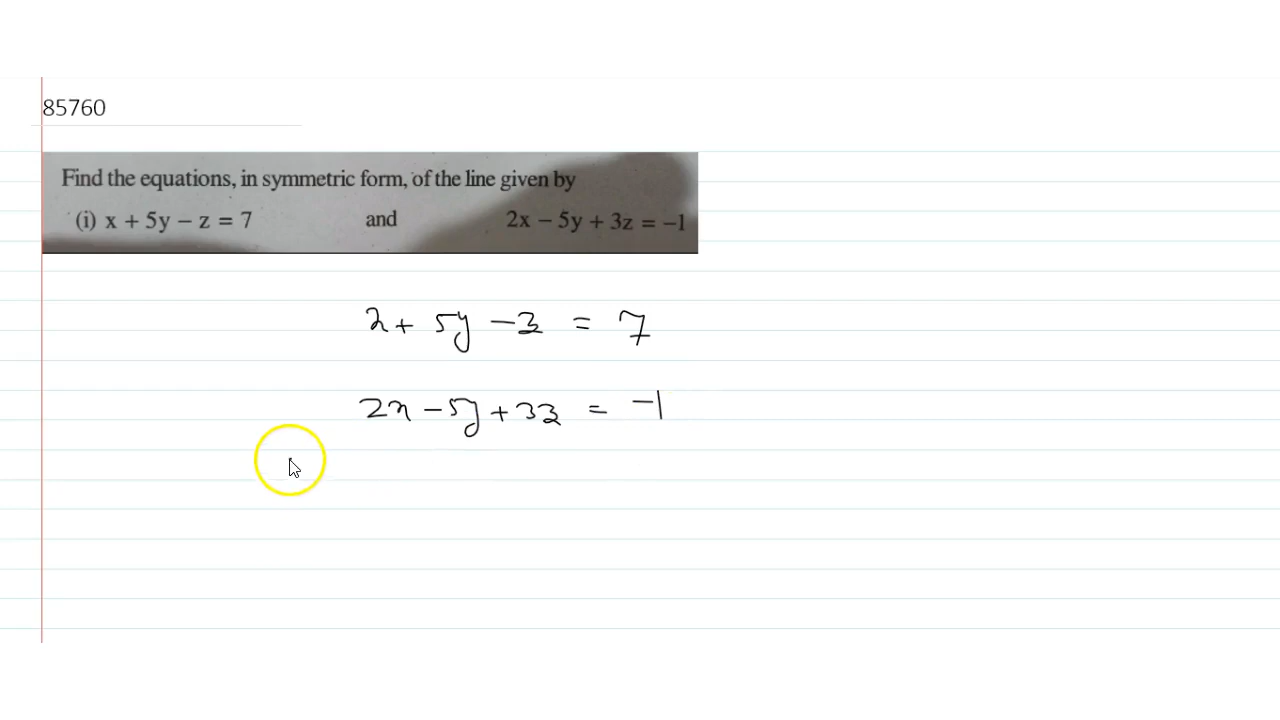 85760
Find the equations, in symmetric form, of the line given by
(i) x + 5y − z = 7 and 2x − 5y + 3z = −1
x + 5y − z = 7
2x − 5y + 3z = −1